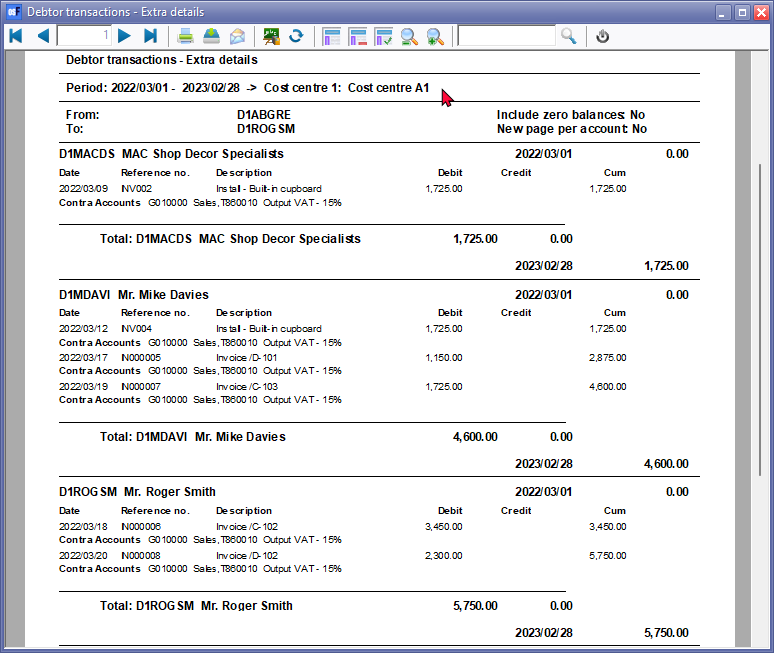 Debtor transactions - Extra details
1
Debtor transactions - Extra details
Period: 2022/03/01 - 2023/02/28 -> Cost centre 1: Cost centre A1
From: D1ABGRE Include zero balances: No
To: D1ROGSM New page per account: No
D1MACDS MAC Shop Decor Specialists 2022/03/01 0.00
Date Reference no. Description Debit Credit Cum
2022/03/09 INV002 Install - Built-in cupboard 1,725.00 1,725.00
Contra Accounts G010000 Sales,T860010 Output VAT - 15%
Total: D1MACDS MAC Shop Decor Specialists 1,725.00 0.00
2023/02/28 1,725.00
D1MDAVI Mr. Mike Davies 2022/03/01 0.00
Date Reference no. Description Debit Credit Cum
2022/03/12 INV004 Install - Built-in cupboard 1,725.00 1,725.00
Contra Accounts G010000 Sales,T860010 Output VAT - 15%
2022/03/17 IN000005 Invoice /D-101 1,150.00 2,875.00
Contra Accounts G010000 Sales,T860010 Output VAT - 15%
2022/03/19 IN000007 Invoice /C-103 1,725.00 4,600.00
Contra Accounts G010000 Sales,T860010 Output VAT - 15%
Total: D1MDAVI Mr. Mike Davies 4,600.00 0.00
2023/02/28 4,600.00
D1ROGSM Mr. Roger Smith 2022/03/01 0.00
Date Reference no. Description Debit Credit Cum
2022/03/18 IN000006 Invoice /C-102 3,450.00 3,450.00
Contra Accounts G010000 Sales,T860010 Output VAT - 15%
2022/03/20 IN000008 Invoice /D-102 2,300.00 5,750.00
Contra Accounts G010000 Sales,T860010 Output VAT - 15%
Total: D1ROGSM Mr. Roger Smith 5,750.00 0.00
2023/02/28 5,750.00